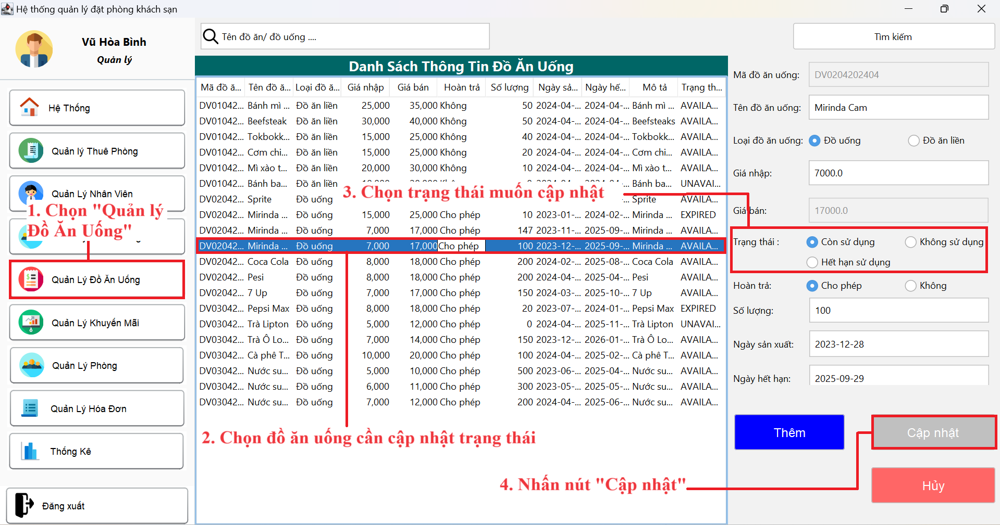 Hệ thống quản lý đặt phòng khách sạn
Vũ Hòa Bình
Quản lý
Hệ Thống
Quản lý Thuê Phòng
Quản Lý Nhân Viên
1. Chọn "Quản lý
Đồ Ăn Uống"
Quản Lý Đồ Ăn Uống
Quản Lý Khuyến Mãi
Quản Lý Phòng
Quản Lý Hóa Đơn
Thống Kê
Đăng xuất
Tên đồ ăn/ đồ uống ....
Tìm kiếm
Danh Sách Thông Tin Đồ Ăn Uống
Mã đồ ă... Tên đồ ă... Loại đồ ă... Giá nhập Giá bán Hoàn trả Số lượng Ngày sả... Ngày hế... Mô tả Trạng th...
DV01042... Bánh mì ... Đồ ăn liền 25,000 35,000 Không 50 2024-04-... 2024-04-... Bánh mì ... AVAILA...
DV01042... Beefsteak Đồ ăn liền 30,000 40,000 Không 50 2024-04-... 2024-04-... Beefsteaks AVAILA...
DV01042... Tokbokk... Đồ ăn liền 15,000 25,000 Không 40 2024-04-... 2024-04-... Tokbokk... AVAILA...
DV01042... Cơm chi... Đồ ăn liền 15,000 25,000 Không 20 2024-04-... 2024-04-... Cơm chi... AVAILA...
DV01042... Mì xào t... Đồ ăn liền 20,000 30,000 Không 10 2024-04-... 2024-04-... Mì xào t... AVAILA...
DV01042... Bánh ba... Đồ ăn liền Bánh ba... UNAVAI...
DV02042... Sprite Đồ uống Sprite AVAILA...
3. Chọn trạng thái muốn cập nhật
DV02042... Mirinda ... Đồ uống 15,000 25,000 Cho phép 10 2023-01-... 2024-02-... Mirinda ... EXPIRED
DV02042... Mirinda ... Đồ uống 7,000 17,000 Cho phép 147 2023-11-... 2025-09-... Mirinda ... AVAILA...
DV02042... Mirinda ... Đồ uống 7,000 17,000 Cho phép 100 2023-12-... 2025-09-... Mirinda ... AVAILA...
DV02042... Coca Cola Đồ uống 8,000 18,000 Cho phép 200 2024-02-... 2025-08-... Coca Cola AVAILA...
DV02042... Pesi Đồ uống 8,000 18,000 Cho phép 200 2024-04-... 2025-04-... Pesi AVAILA...
DV02042... 7 Up Đồ uống 7,000 17,000 Cho phép 150 2024-03-... 2025-10-... 7 Up AVAILA...
DV03042... Pepsi Max Đồ uống 8,000 18,000 Cho phép 20 2023-07-... 2024-01-... Pepsi Max EXPIRED
DV03042... Trà Lipton Đồ uống 5,000 12,000 Cho phép 0 2024-04-... 2025-11-... Trà Lipton UNAVAI...
DV03042... Trà Ô Lo... Đồ uống 7,000 14,000 Cho phép 150 2023-12-... 2026-01-... Trà Ô Lo... AVAILA...
DV03042... Cà phê T... Đồ uống 10,000 20,000 Cho phép 100 2024-04-... 2025-02-... Cà phê T... AVAILA...
DV03042... Nước su... Đồ uống 5,000 10,000 Cho phép 500 2023-06-... 2025-04-... Nước su... AVAILA...
DV03042... Nước su... Đồ uống 6,000 11,000 Cho phép 300 2023-05-... 2025-05-... Nước su... AVAILA...
DV03042... Nước su... Đồ uống 7,000 12,000 Cho phép 200 2024-04-... 2025-06-... Nước su... AVAILA...
2. Chọn đồ ăn uống cần cập nhật trạng thái
4. Nhấn nút "Cập nhật"
Mã đồ ăn uống: DV0204202404
Tên đồ ăn uống: Mirinda Cam
Loại đồ ăn uống: Đồ uống Đồ ăn liền
Giá nhập: 7000.0
Giá bán: 17000.0
Trạng thái : Còn sử dụng Không sử dụng
Hết hạn sử dụng
Hoàn trả: Cho phép Không
Số lượng: 100
Ngày sản xuất: 2023-12-28
Ngày hết hạn: 2025-09-29
Thêm Cập nhật
Hủy